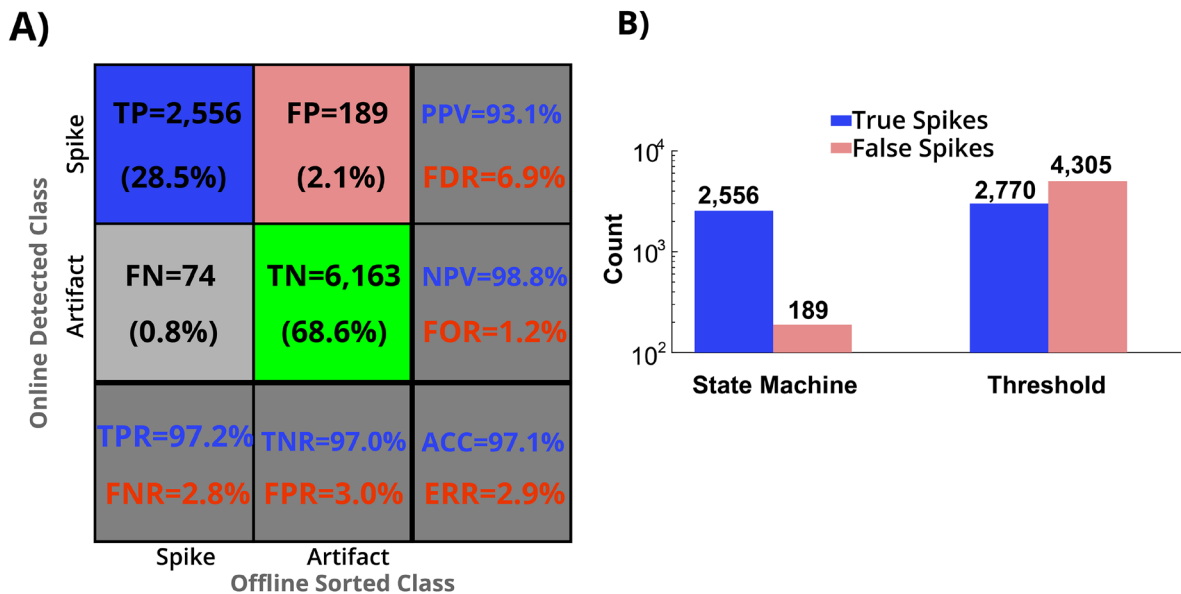 A)
TP=2,556
(28.5%)
FP=189
(2.1%)
PPV=93.1%
FDR=6.9%
FN=74
(0.8%)
TN=6,163
(68.6%)
NPV=98.8%
FOR=1.2%
TPR=97.2%
FNR=2.8%
TNR=97.0%
FPR=3.0%
ACC=97.1%
ERR=2.9%
Spike
Artifact
Online Detected Class
Spike
Artifact
Offline Sorted Class
B)
True Spikes
False Spikes
10⁴
10³
10²
Count
2,556
189
2,770
4,305
State Machine
Threshold